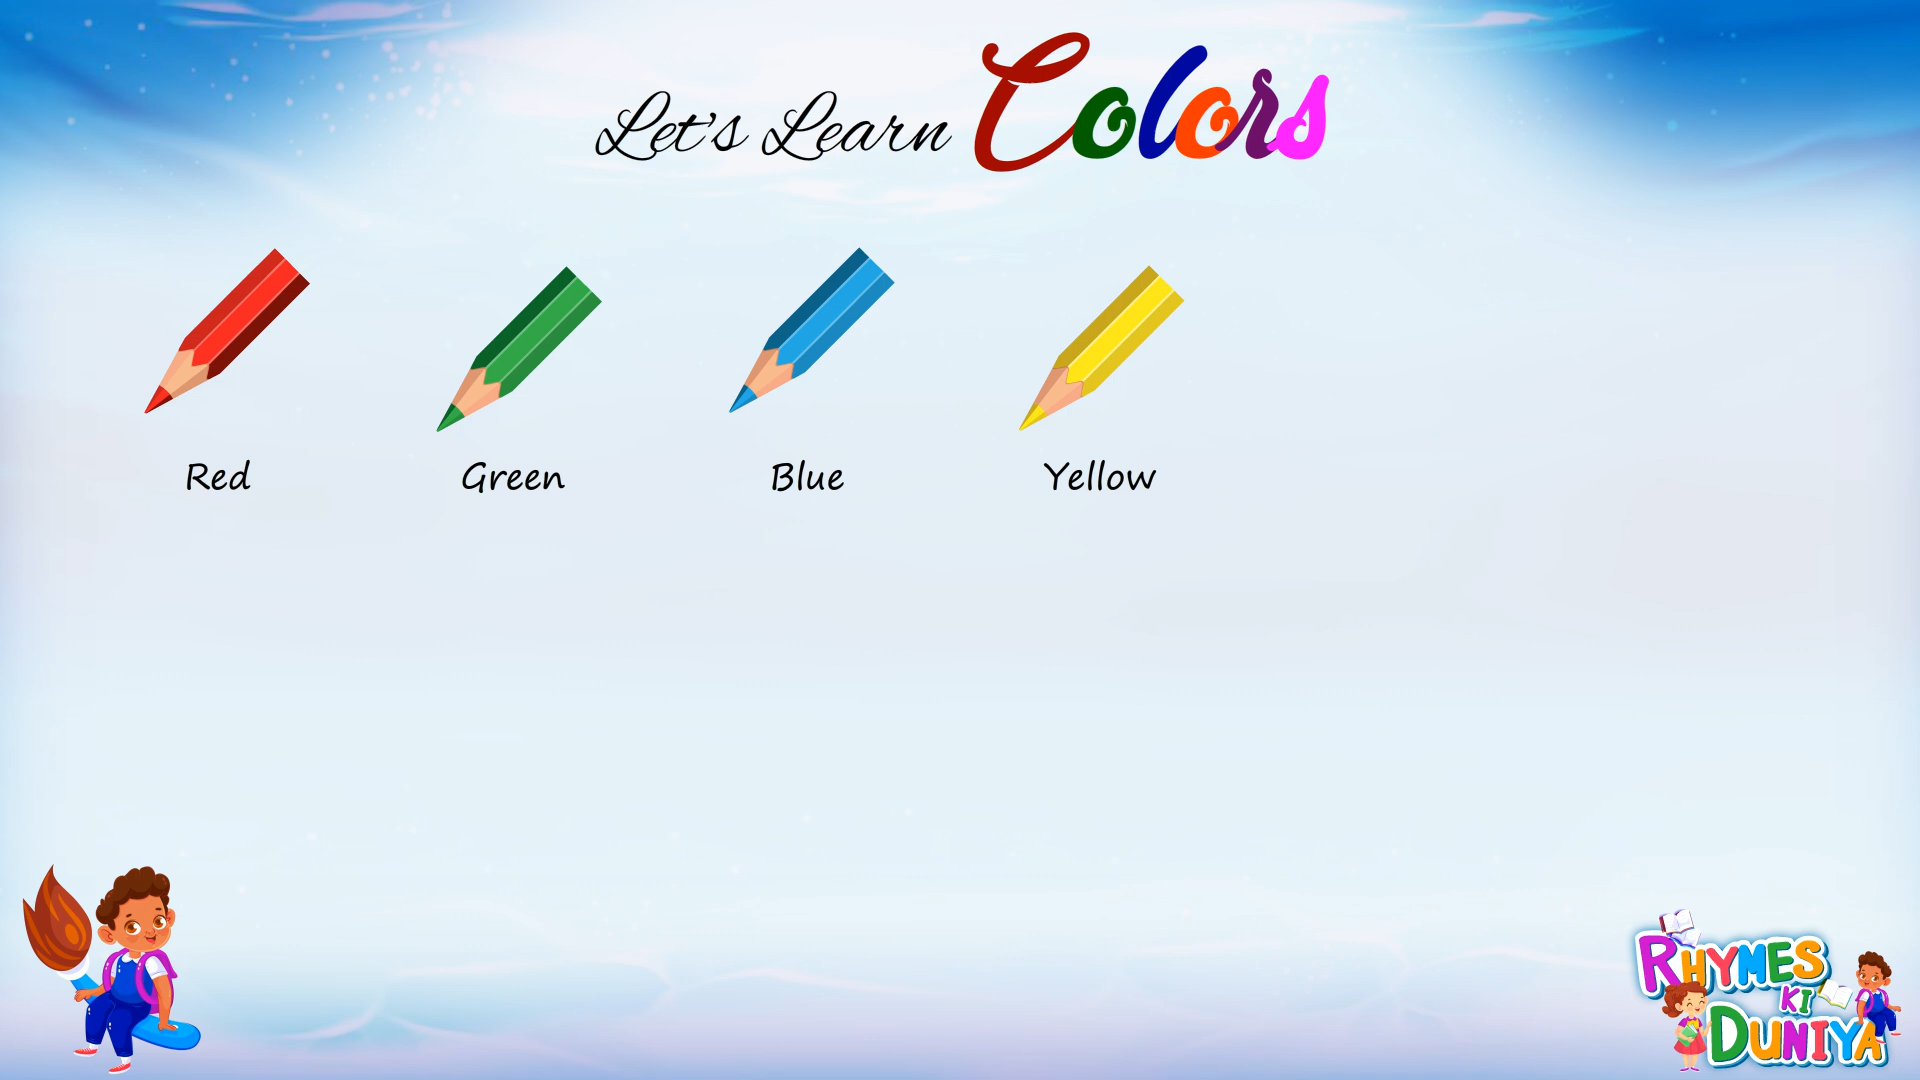 Let's Learn Colors
Red Green Blue Yellow
RHYMES
KI
DUNIYA